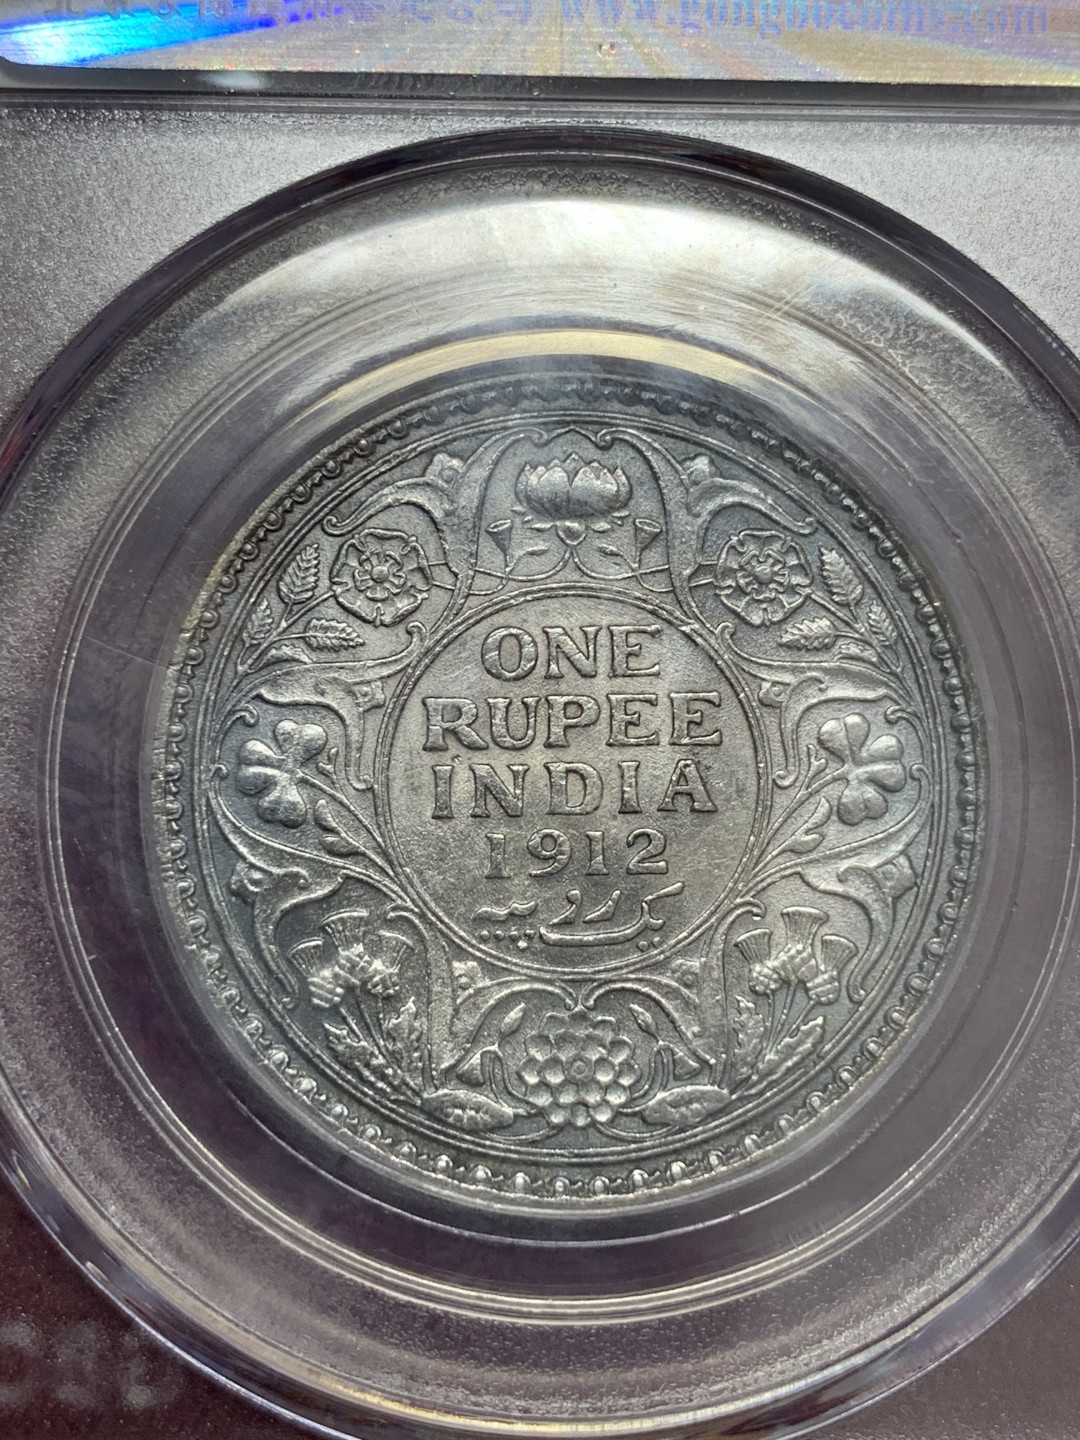 www.gongbocoins.com
ONE
RUPEE
INDIA
1912
یک روپیہ